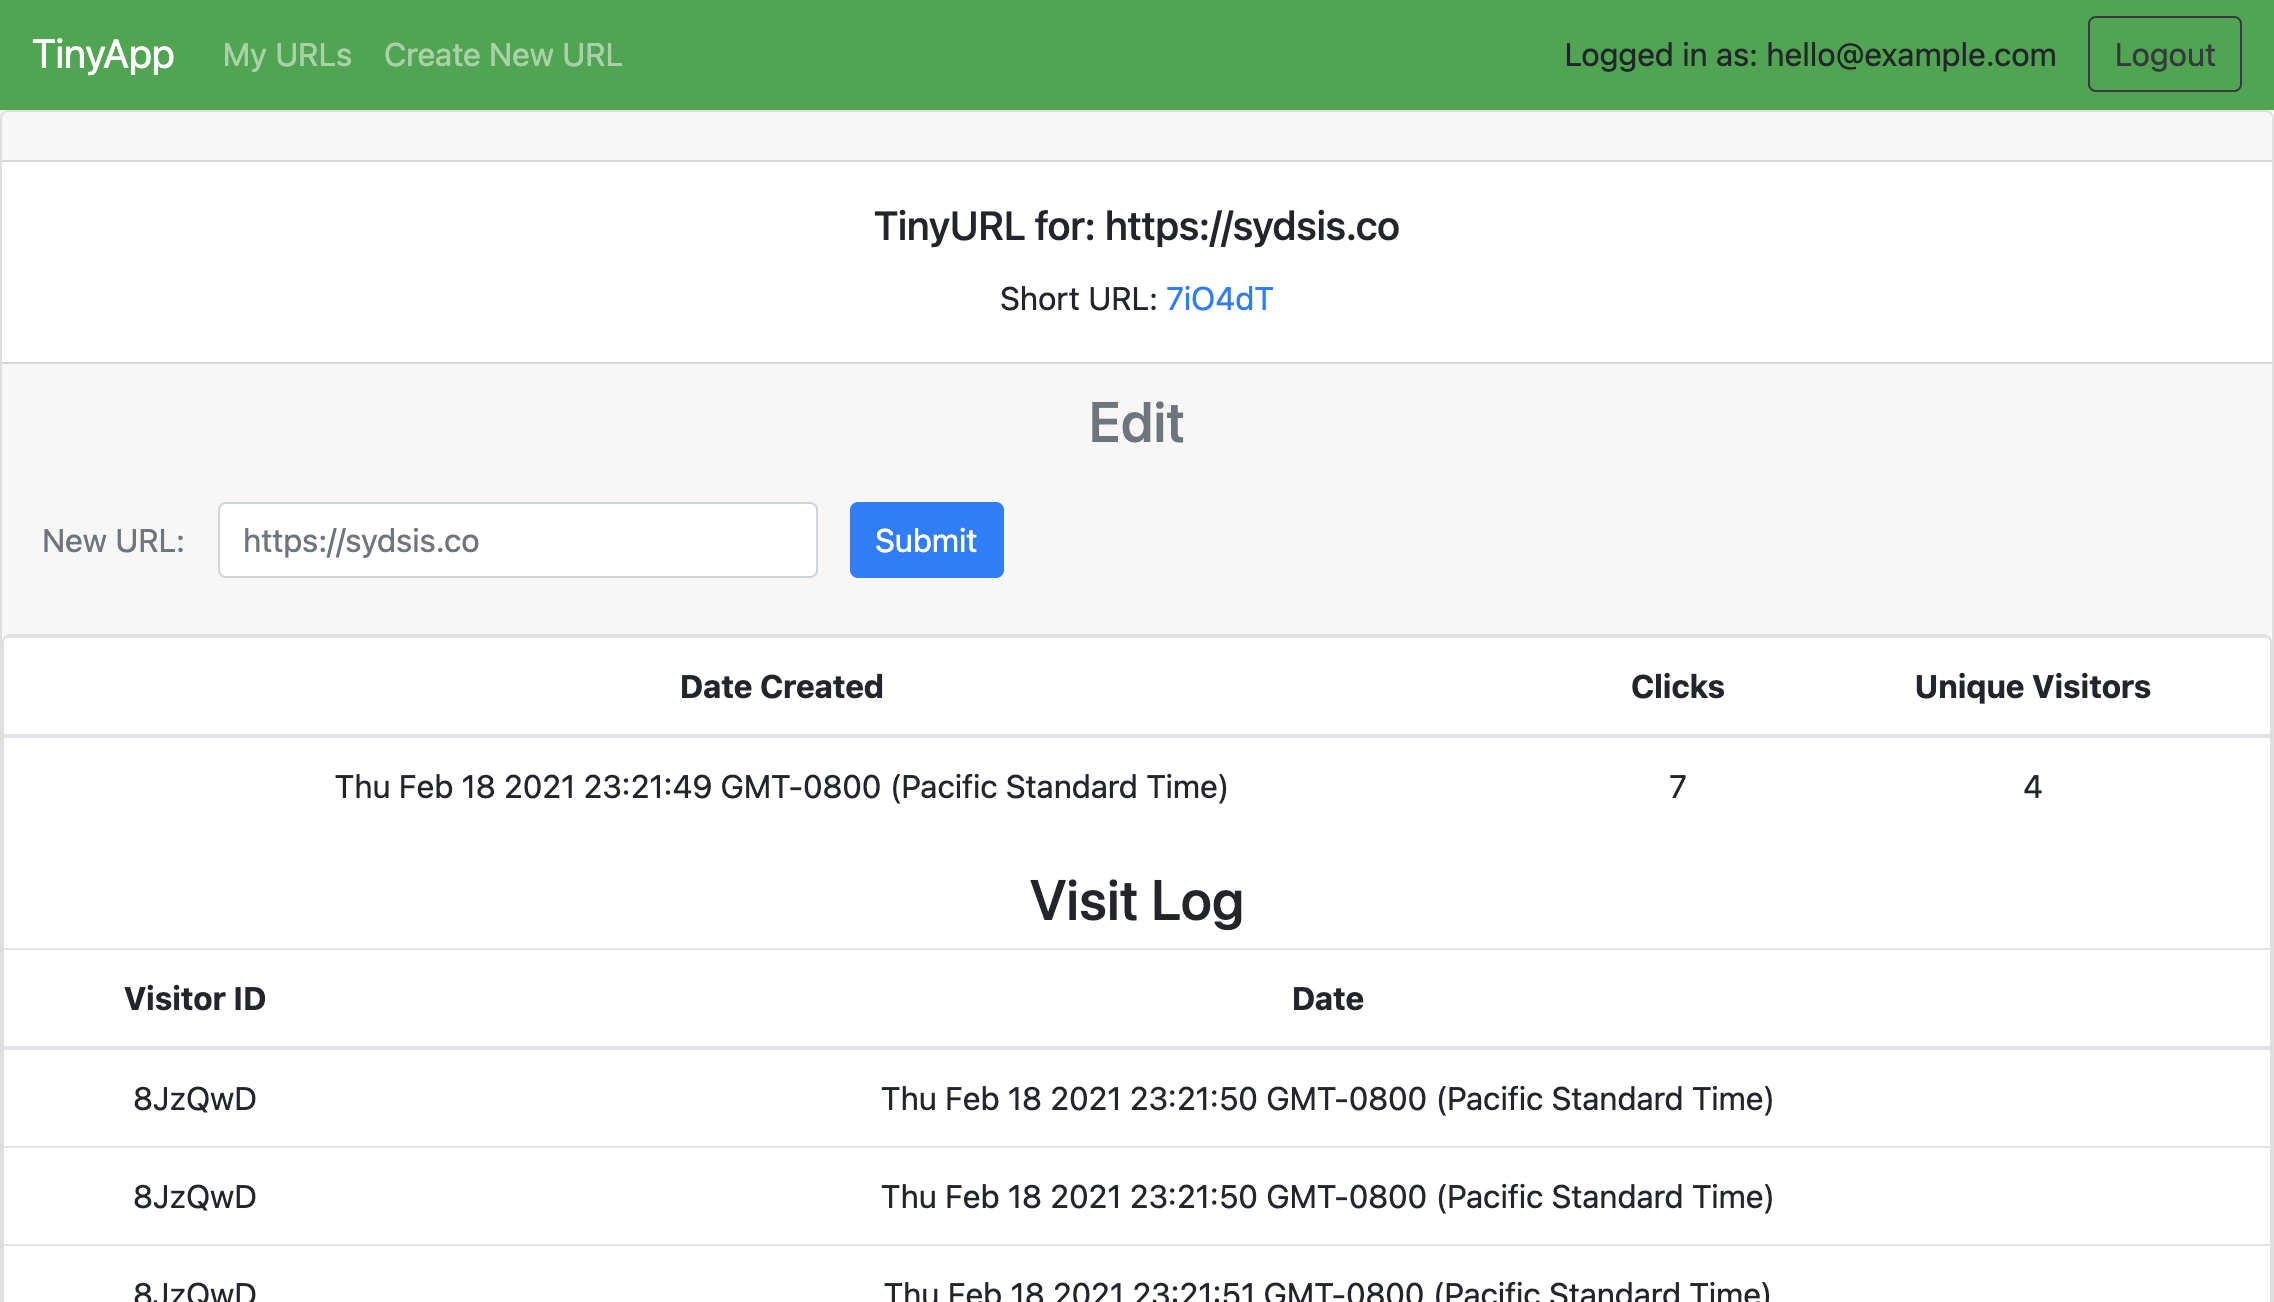 TinyApp My URLs Create New URL Logged in as: hello@example.com Logout
TinyURL for: https://sydsis.co
Short URL: 7iO4dT
Edit
New URL: https://sydsis.co Submit
Date Created Clicks Unique Visitors
Thu Feb 18 2021 23:21:49 GMT-0800 (Pacific Standard Time) 7 4
Visit Log
Visitor ID Date
8JzQwD Thu Feb 18 2021 23:21:50 GMT-0800 (Pacific Standard Time)
8JzQwD Thu Feb 18 2021 23:21:50 GMT-0800 (Pacific Standard Time)
8JzQwD Thu Feb 18 2021 23:21:51 GMT-0800 (Pacific Standard Time)